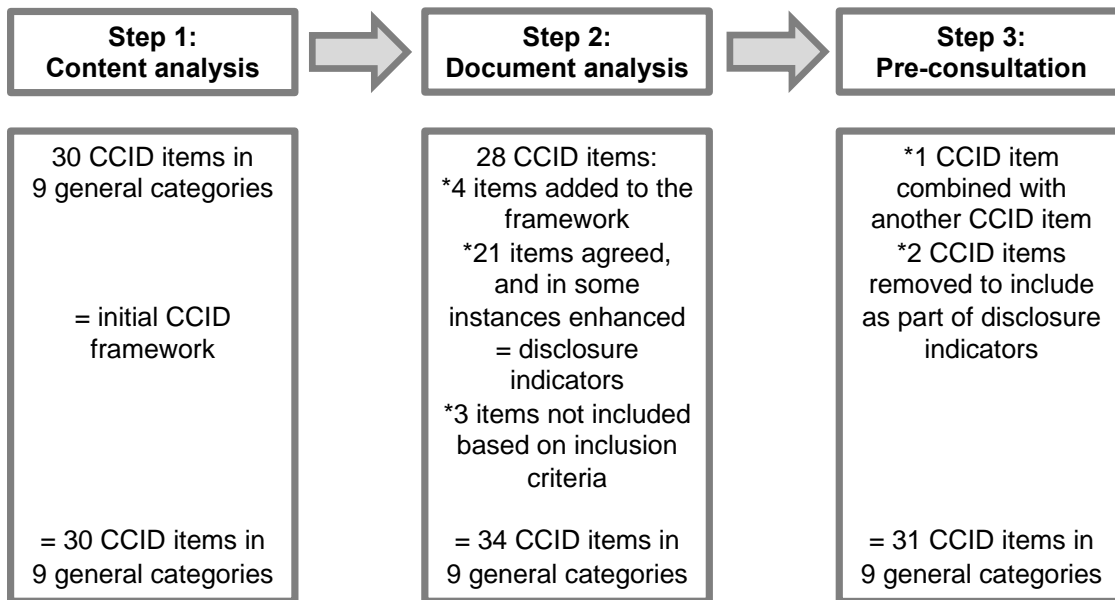 Step 1:
Content analysis
Step 2:
Document analysis
Step 3:
Pre-consultation
30 CCID items in
9 general categories
= initial CCID
framework
= 30 CCID items in
9 general categories
28 CCID items:
*4 items added to the
framework
*21 items agreed,
and in some
instances enhanced
= disclosure
indicators
*3 items not included
based on inclusion
criteria
= 34 CCID items in
9 general categories
*1 CCID item
combined with
another CCID item
*2 CCID items
removed to include
as part of disclosure
indicators
= 31 CCID items in
9 general categories